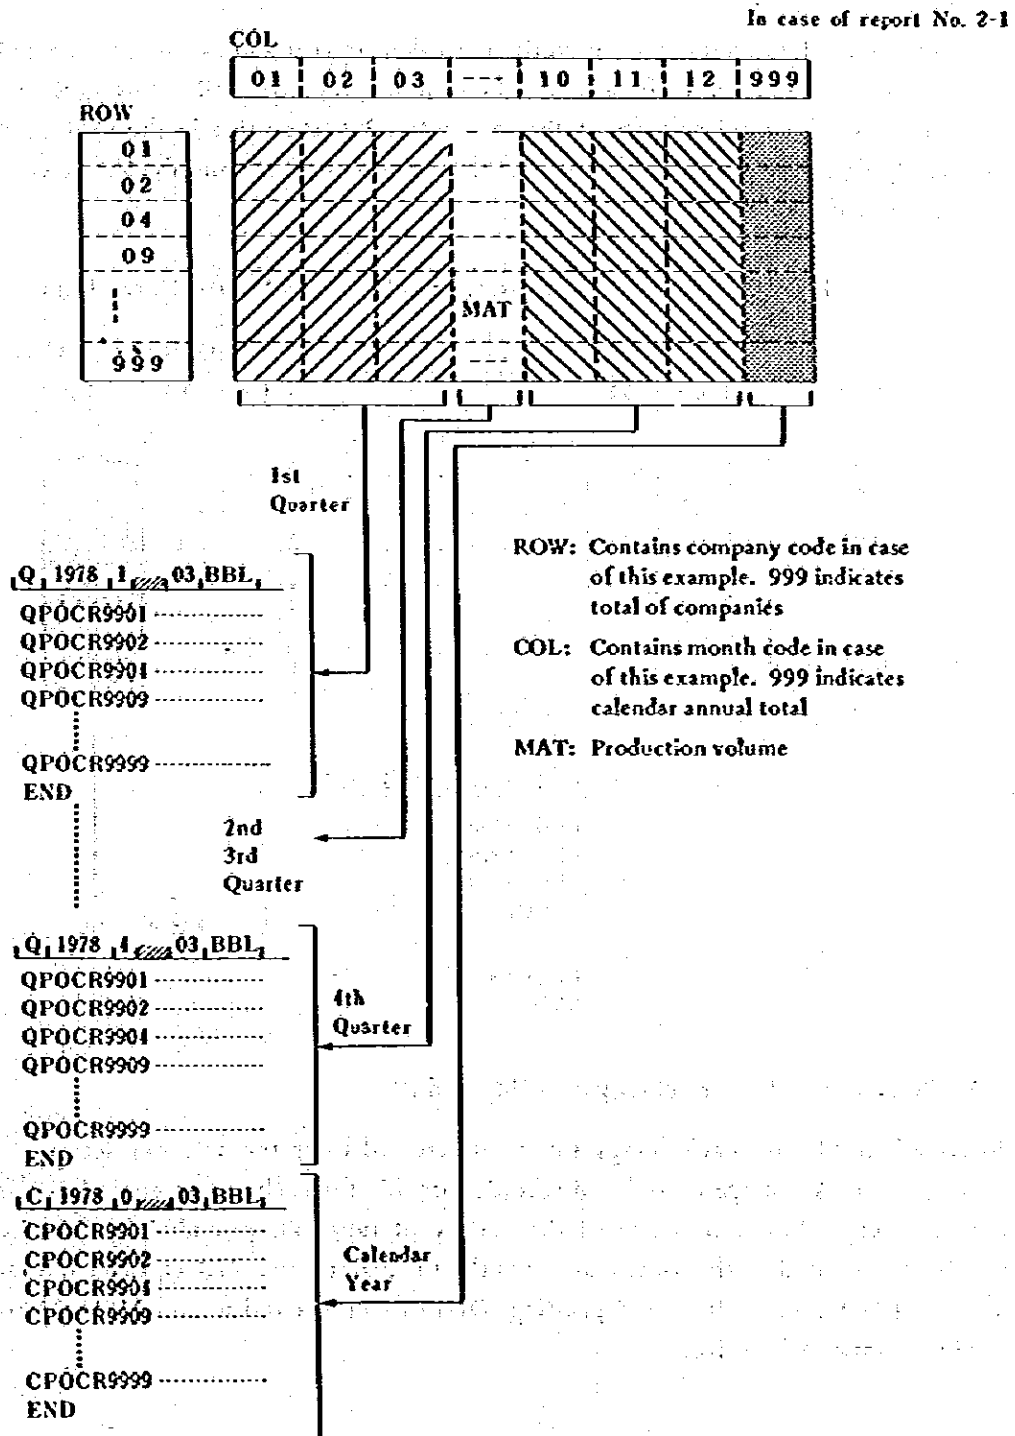 In case of report No. 2-1
COL
01 02 03 --- 10 11 12 999
ROW
01
02
04
09
999
MAT
1st
Quarter
ROW: Contains company code in case
of this example. 999 indicates
total of companies
COL: Contains month code in case
of this example. 999 indicates
calendar annual total
MAT: Production volume
Q 1978 1 03 BBL
QPOCR9901
QPOCR9902
QPOCR9904
QPOCR9909
QPOCR9999
END
2nd
3rd
Quarter
Q 1978 4 03 BBL
QPOCR9901
QPOCR9902
QPOCR9904
QPOCR9909
QPOCR9999
END
4th
Quarter
C 1978 0 03 BBL
CPOCR9901
CPOCR9902
CPOCR9904
CPOCR9909
CPOCR9999
END
Calendar
Year